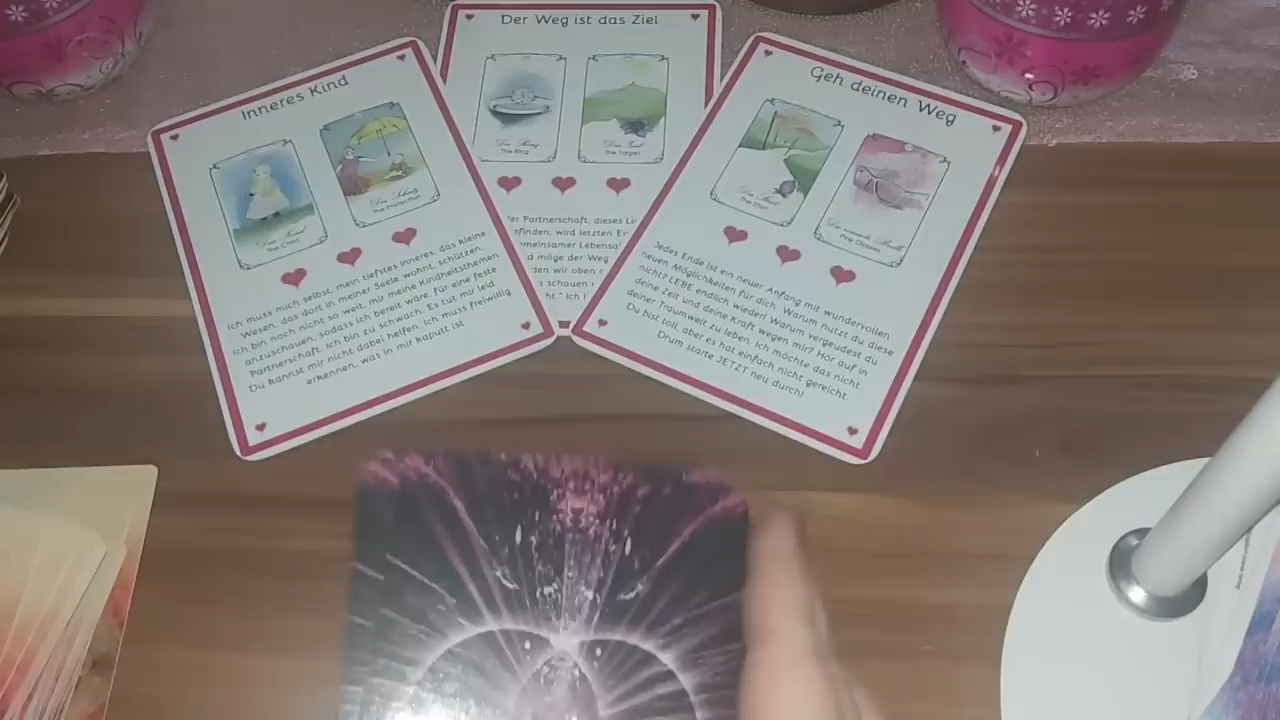 Inneres Kind
Das Kind
The Child
Der Schutz
The Protection
Ich muss mich selbst, mein tiefstes Inneres, das kleine
Wesen, das dort in meiner Seele wohnt, schützen.
Ich bin noch nicht so weit, mir meine Kindheitsthemen
anzuschauen, sodass ich bereit wäre, für eine feste
Partnerschaft. Ich bin zu schwach. Es tut mir leid
Du kannst mir nicht dabei helfen. Ich muss freiwillig
erkennen, was in mir kaputt ist
Der Weg ist das Ziel
Der Ring
The Ring
Das Ziel
The Target
Partnerschaft, dieses
finden, wird letzten
den wir oben
schauen
Geh deinen Weg
Der Start
The Start
Pink Glasses
Jedes Ende ist ein neuer Anfang mit wundervollen
neuen Möglichkeiten für dich. Warum nutzt du diese
nicht? LEBE endlich wieder! Warum vergeudest du
deine Zeit und deine Kraft wegen mir? Hör auf in
deiner Traumwelt zu leben. Ich möchte das nicht.
Du bist toll, aber es hat einfach nicht gereicht.
Drum starte JETZT neu durch!